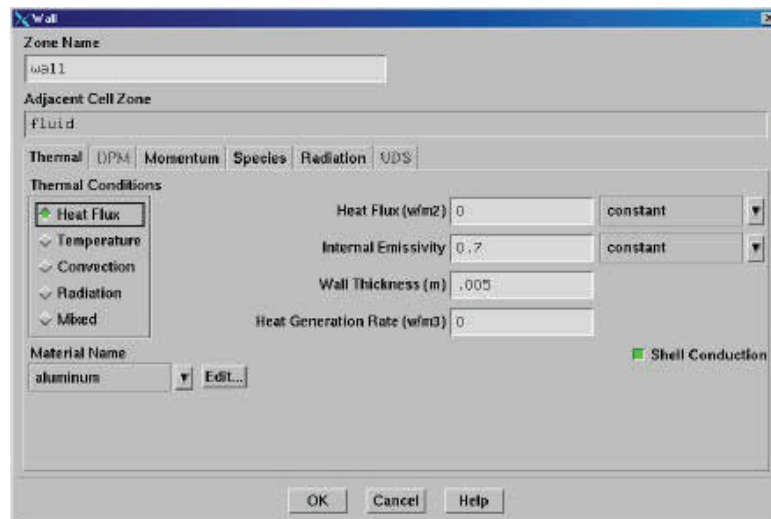 Wall
Zone Name
wall
Adjacent Cell Zone
fluid
Thermal DPM Momentum Species Radiation UDS
Thermal Conditions
Heat Flux
Temperature
Convection
Radiation
Mixed
Heat Flux (w/m2) 0 constant
Internal Emissivity 0.7 constant
Wall Thickness (m) .005
Heat Generation Rate (w/m3) 0
Material Name
aluminum Edit...
Shell Conduction
OK Cancel Help